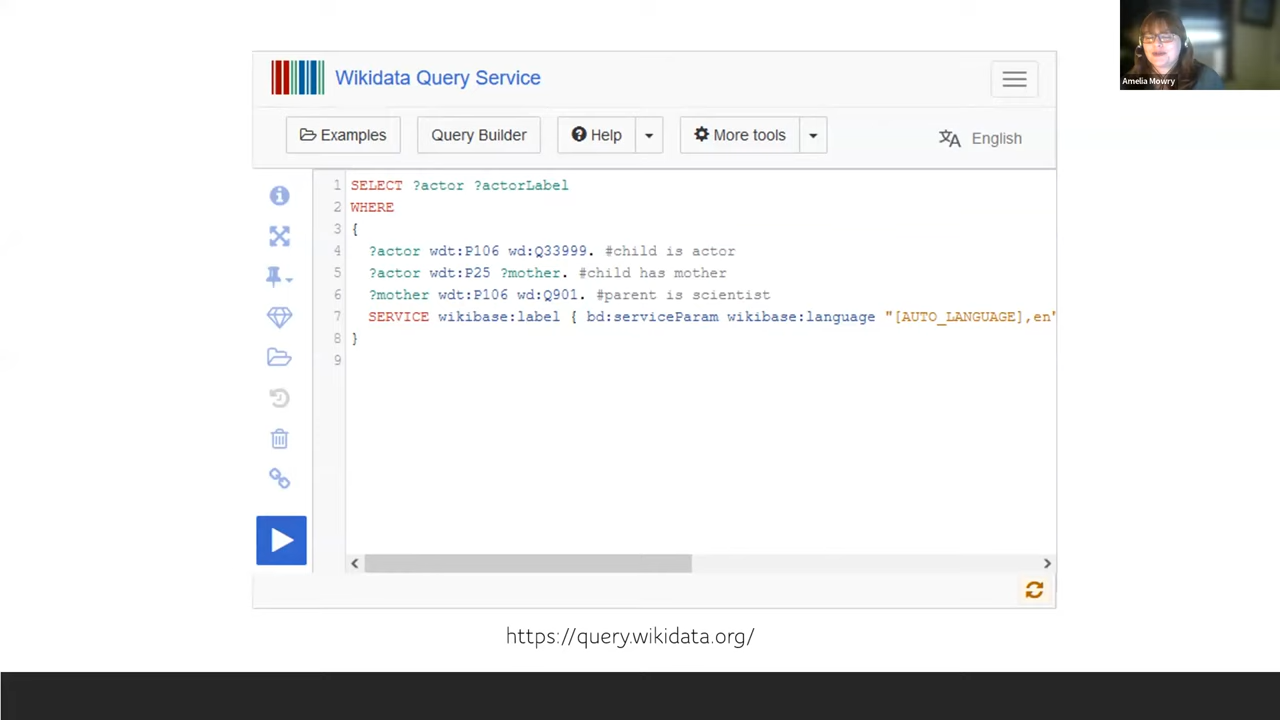 Amelia Mowry
Wikidata Query Service
Examples
Query Builder
Help
More tools
English
1 SELECT ?actor ?actorLabel
2 WHERE
3 {
4 ?actor wdt:P106 wd:Q33999. #child is actor
5 ?actor wdt:P25 ?mother. #child has mother
6 ?mother wdt:P106 wd:Q901. #parent is scientist
7 SERVICE wikibase:label { bd:serviceParam wikibase:language "[AUTO_LANGUAGE],en"
8 }
9
https://query.wikidata.org/